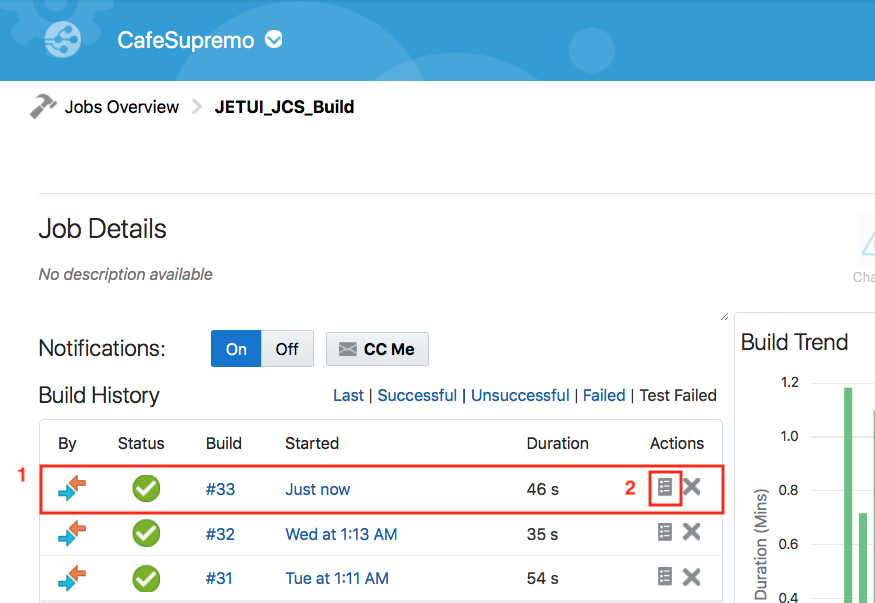 CafeSupremo
Jobs Overview JETUI_JCS_Build
Job Details
No description available
Cha
Notifications: On Off CC Me
Build Trend
Build History Last | Successful | Unsuccessful | Failed | Test Failed
By Status Build Started Duration Actions
1 #33 Just now 46 s 2
#32 Wed at 1:13 AM 35 s
#31 Tue at 1:11 AM 54 s
Duration (Mins)
1.2
1.0
0.8
0.6
0.4